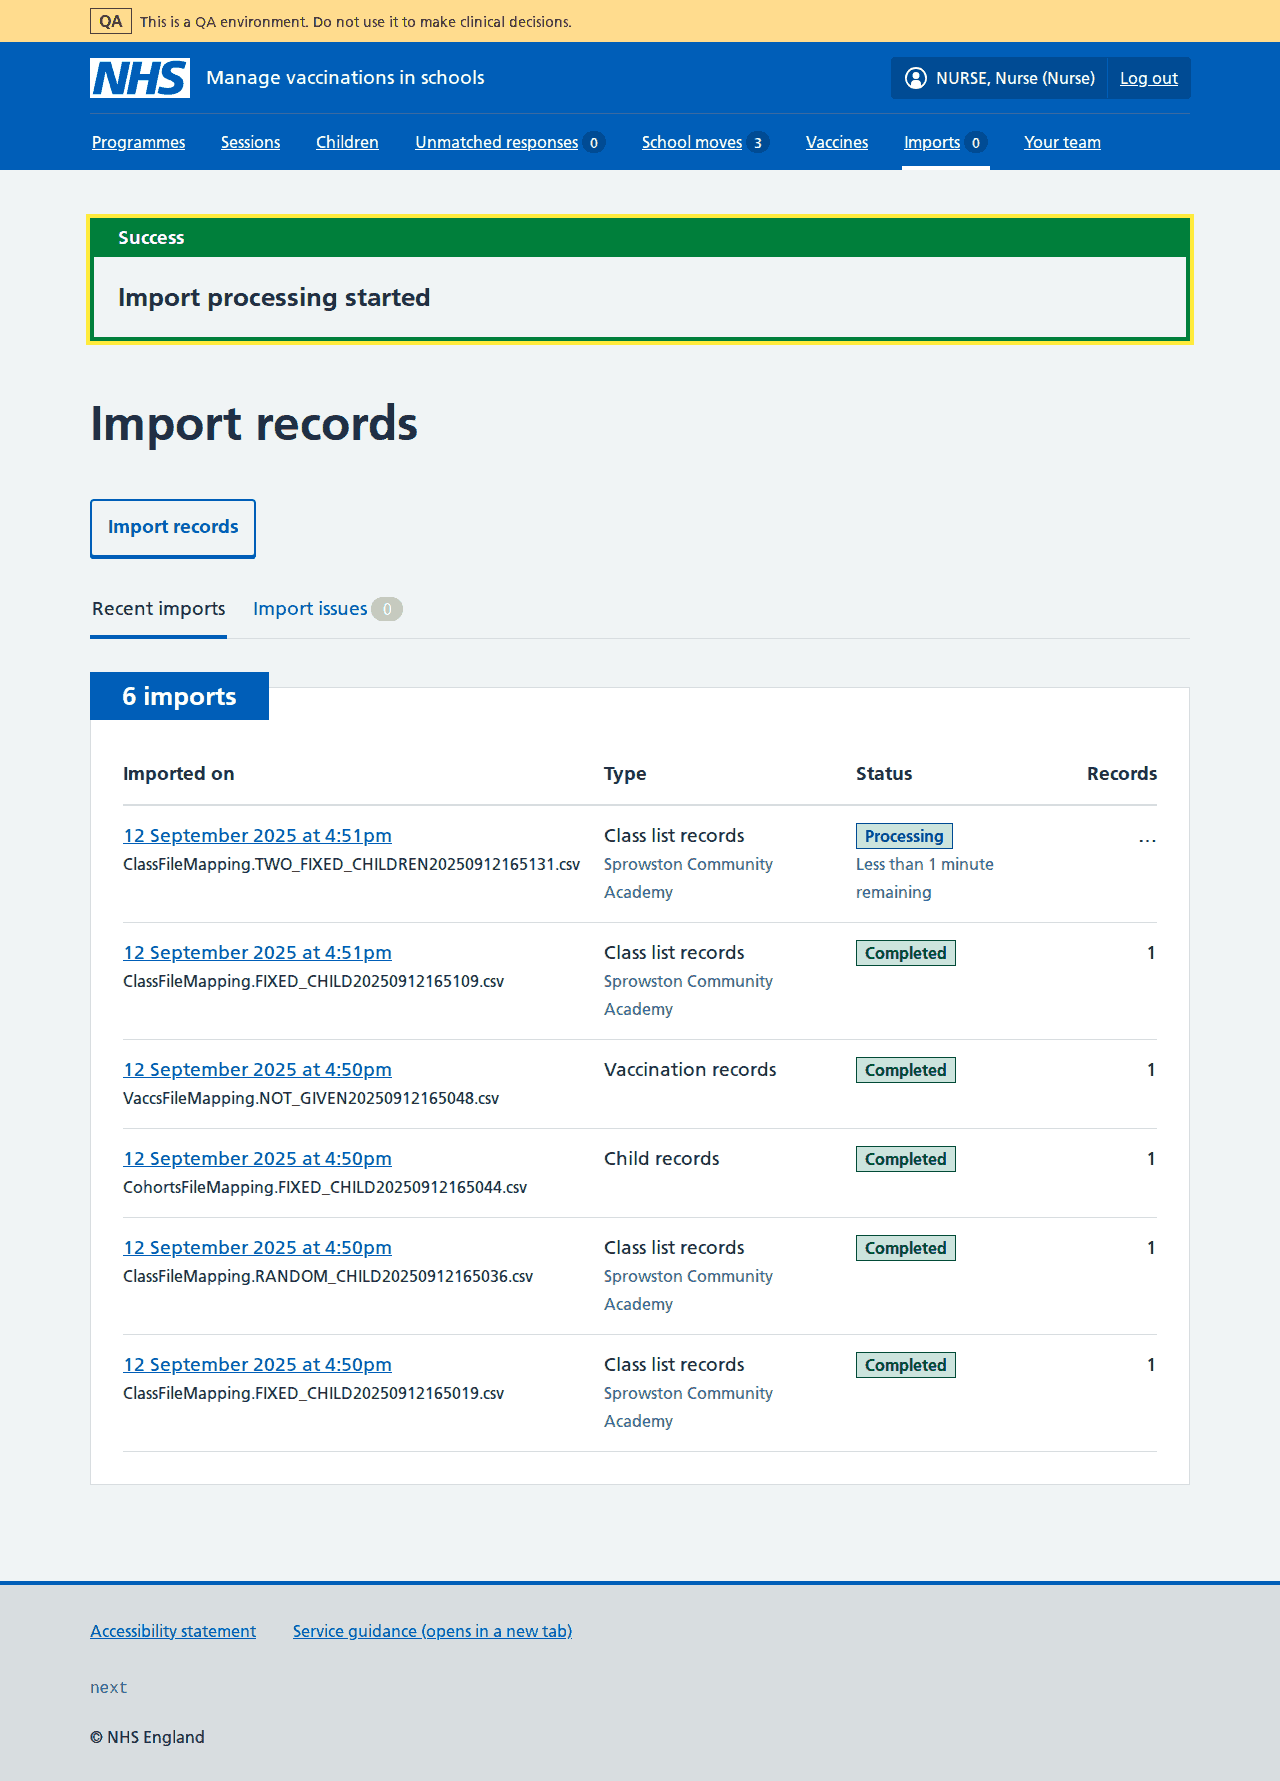 QA This is a QA environment. Do not use it to make clinical decisions.
NHS Manage vaccinations in schools NURSE, Nurse (Nurse) Log out
Programmes Sessions Children Unmatched responses 0 School moves 3 Vaccines Imports 0 Your team
Success
Import processing started
Import records
Import records
Recent imports Import issues 0
6 imports
Imported on Type Status Records
12 September 2025 at 4:51pm Class list records Processing ...
ClassFileMapping.TWO_FIXED_CHILDREN20250912165131.csv Sprowston Community Less than 1 minute
Academy remaining
12 September 2025 at 4:51pm Class list records Completed 1
ClassFileMapping.FIXED_CHILD20250912165109.csv Sprowston Community
Academy
12 September 2025 at 4:50pm Vaccination records Completed 1
VaccsFileMapping.NOT_GIVEN20250912165048.csv
12 September 2025 at 4:50pm Child records Completed 1
CohortsFileMapping.FIXED_CHILD20250912165044.csv
12 September 2025 at 4:50pm Class list records Completed 1
ClassFileMapping.RANDOM_CHILD20250912165036.csv Sprowston Community
Academy
12 September 2025 at 4:50pm Class list records Completed 1
ClassFileMapping.FIXED_CHILD20250912165019.csv Sprowston Community
Academy
Accessibility statement Service guidance (opens in a new tab)
next
© NHS England